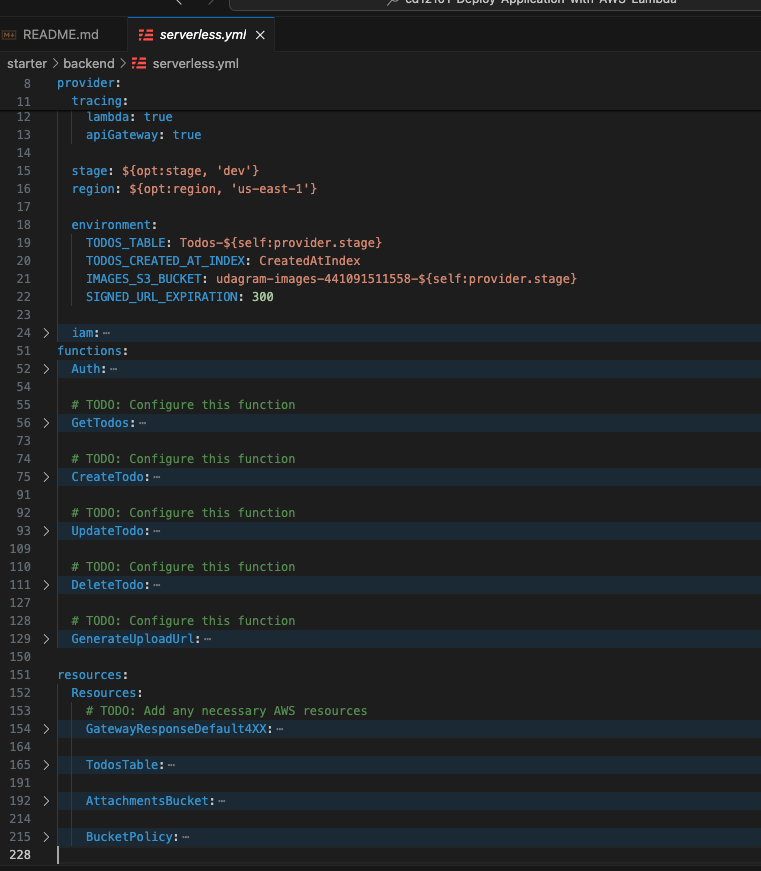 cd12101-Deploy-Application-with-AWS-Lambda
README.md
serverless.yml
starter > backend > serverless.yml
8 provider:
11 tracing:
12 lambda: true
13 apiGateway: true
14
15 stage: ${opt:stage, 'dev'}
16 region: ${opt:region, 'us-east-1'}
17
18 environment:
19 TODOS_TABLE: Todos-${self:provider.stage}
20 TODOS_CREATED_AT_INDEX: CreatedAtIndex
21 IMAGES_S3_BUCKET: udagram-images-441091511558-${self:provider.stage}
22 SIGNED_URL_EXPIRATION: 300
23
24 > iam:⋯
51 functions:
52 > Auth:⋯
54
55 # TODO: Configure this function
56 > GetTodos:⋯
73
74 # TODO: Configure this function
75 > CreateTodo:⋯
91
92 # TODO: Configure this function
93 > UpdateTodo:⋯
109
110 # TODO: Configure this function
111 > DeleteTodo:⋯
127
128 # TODO: Configure this function
129 > GenerateUploadUrl:⋯
150
151 resources:
152 Resources:
153 # TODO: Add any necessary AWS resources
154 > GatewayResponseDefault4XX:⋯
164
165 > TodosTable:⋯
191
192 > AttachmentsBucket:⋯
214
215 > BucketPolicy:⋯
228